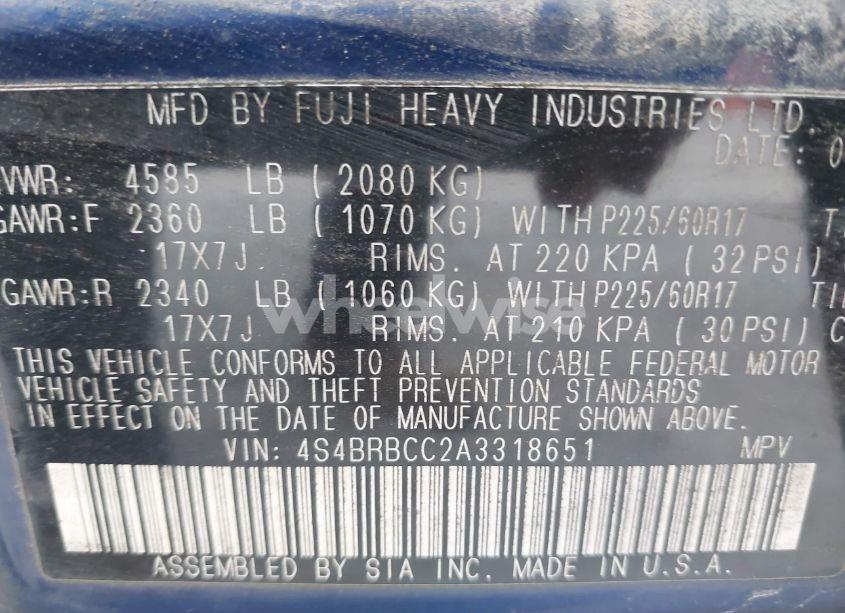 MFD BY FUJI HEAVY INDUSTRIES LTD.
DATE: 0
VWR: 4585 LB ( 2080 KG)
GAWR:F 2360 LB ( 1070 KG) WITH P225/60R17 TI
17X7J RIMS. AT 220 KPA ( 32 PSI) (
GAWR:R 2340 LB ( 1060 KG) WITH P225/60R17 TI
17X7J RIMS. AT 210 KPA ( 30 PSI) C
THIS VEHICLE CONFORMS TO ALL APPLICABLE FEDERAL MOTOR
VEHICLE SAFETY AND THEFT PREVENTION STANDARDS
IN EFFECT ON THE DATE OF MANUFACTURE SHOWN ABOVE.
VIN: 4S4BRBCC2A3318651 MPV
ASSEMBLED BY SIA INC. MADE IN U.S.A.
wheelwise